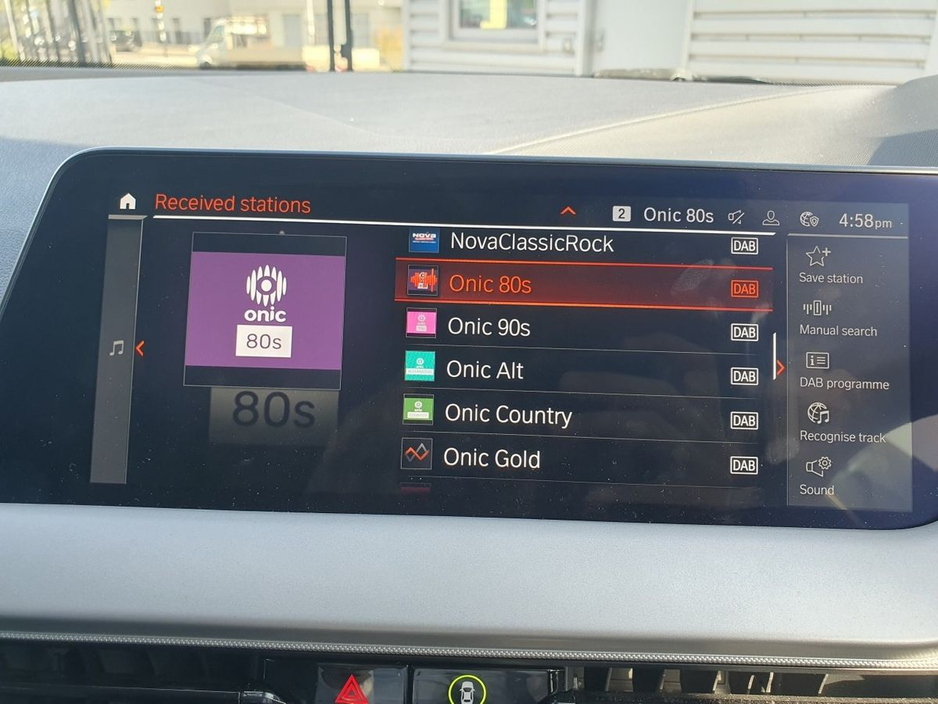 Received stations
2 Onic 80s 4:58pm
NovaClassicRock DAB
Onic 80s DAB
Onic 90s DAB
Onic Alt DAB
Onic Country DAB
Onic Gold DAB
onic
80s
80s
Save station
Manual search
DAB programme
Recognise track
Sound